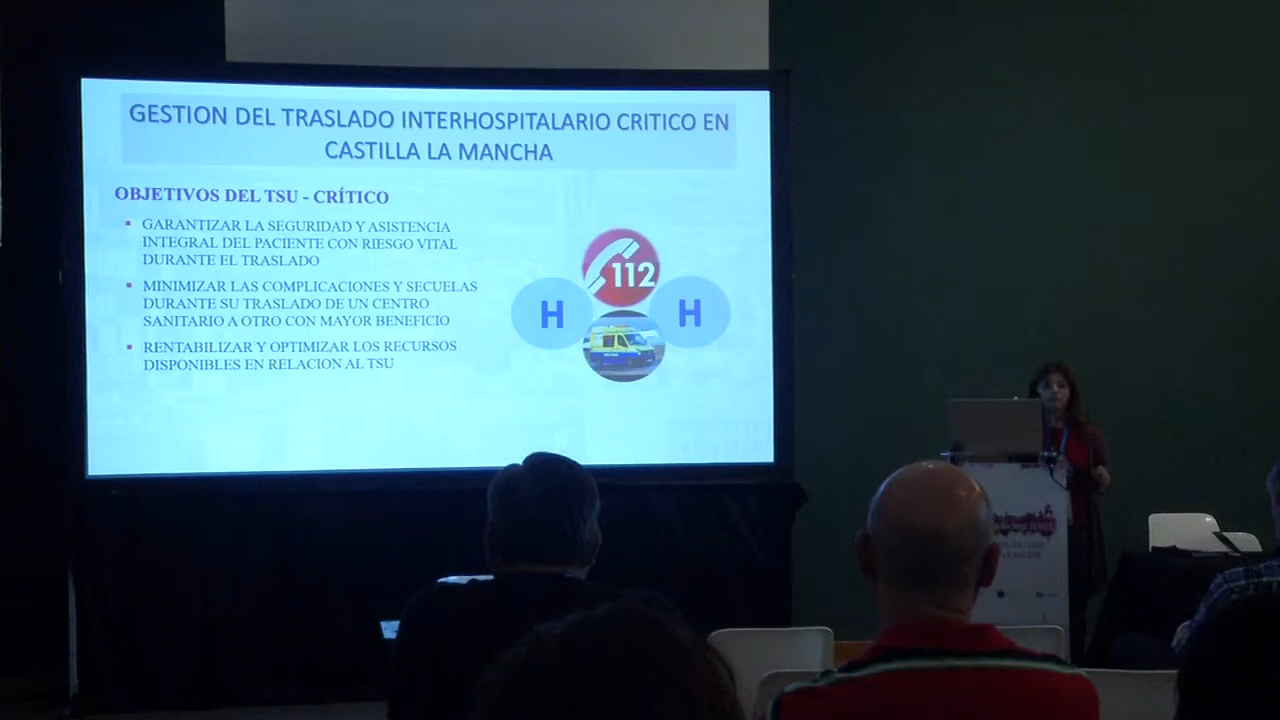 GESTION DEL TRASLADO INTERHOSPITALARIO CRITICO EN
CASTILLA LA MANCHA
OBJETIVOS DEL TSU - CRÍTICO
▪ GARANTIZAR LA SEGURIDAD Y ASISTENCIA
INTEGRAL DEL PACIENTE CON RIESGO VITAL
DURANTE EL TRASLADO
▪ MINIMIZAR LAS COMPLICACIONES Y SECUELAS
DURANTE SU TRASLADO DE UN CENTRO
SANITARIO A OTRO CON MAYOR BENEFICIO
▪ RENTABILIZAR Y OPTIMIZAR LOS RECURSOS
DISPONIBLES EN RELACION AL TSU
112
H
H